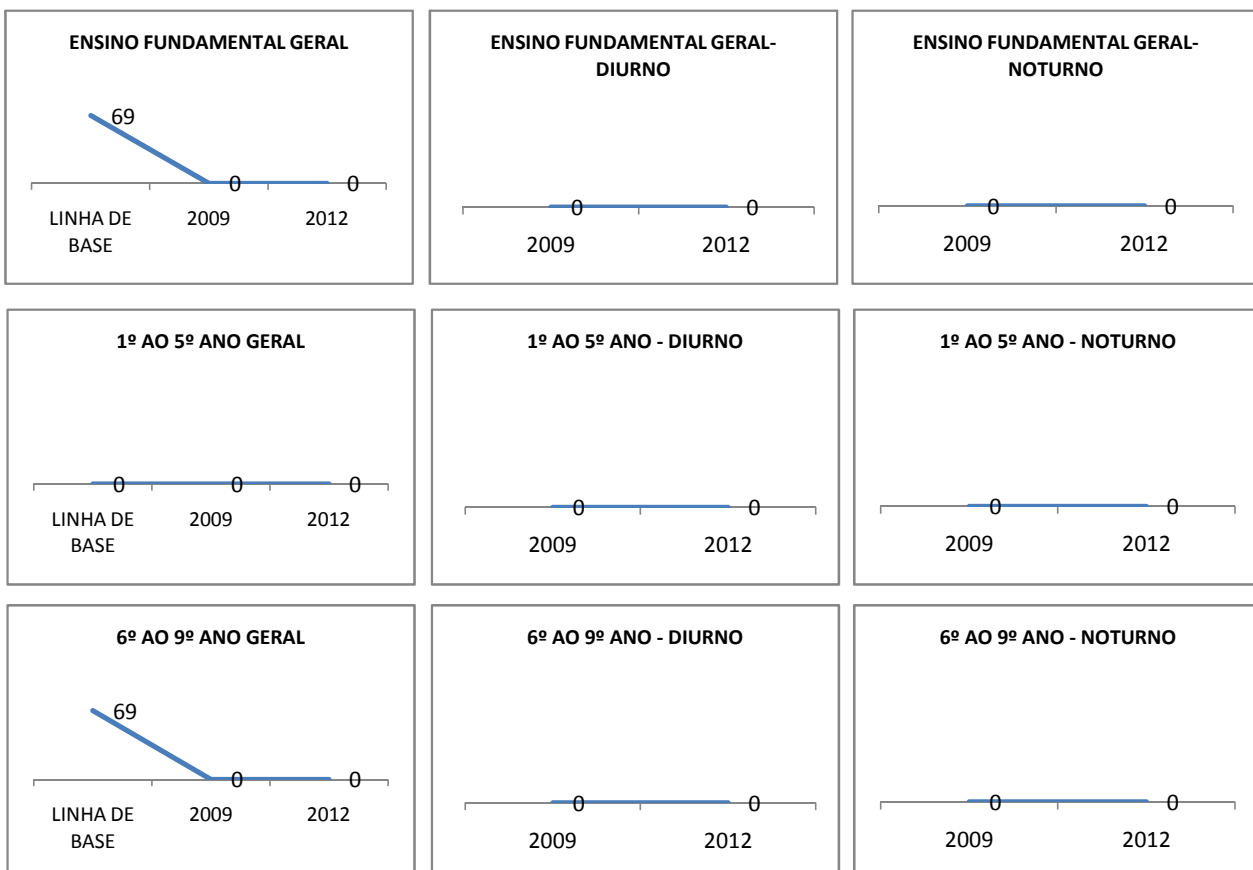 ENSINO FUNDAMENTAL GERAL
69
0
0
LINHA DE
BASE
2009
2012
ENSINO FUNDAMENTAL GERAL-
DIURNO
0
0
2009
2012
ENSINO FUNDAMENTAL GERAL-
NOTURNO
0
0
2009
2012
1º AO 5º ANO GERAL
0
0
0
LINHA DE
BASE
2009
2012
1º AO 5º ANO - DIURNO
0
0
2009
2012
1º AO 5º ANO - NOTURNO
0
0
2009
2012
6º AO 9º ANO GERAL
69
0
0
LINHA DE
BASE
2009
2012
6º AO 9º ANO - DIURNO
0
0
2009
2012
6º AO 9º ANO - NOTURNO
0
0
2009
2012